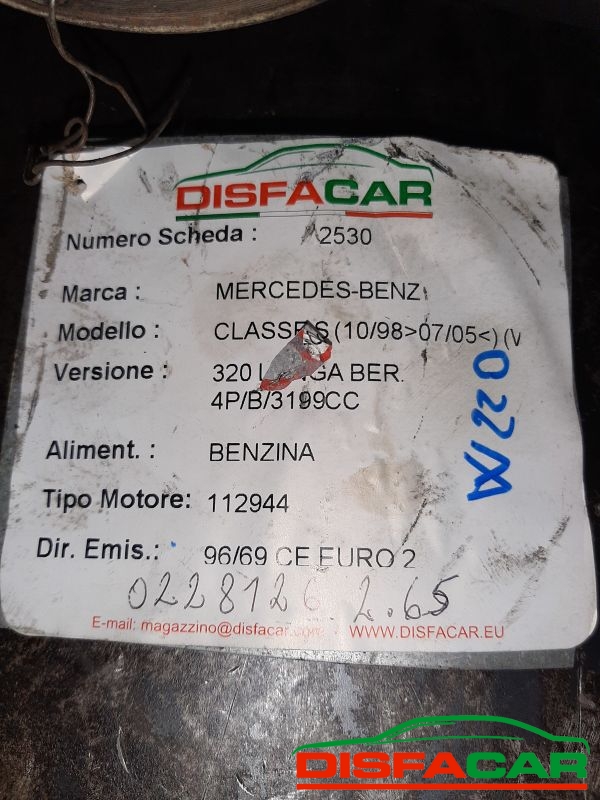 DISFACAR
Numero Scheda : 2530
Marca : MERCEDES-BENZ
Modello : CLASSE S (10/98>07/05<) (V
Versione : 320 BER.
4P/B/3199CC
Aliment. : BENZINA
Tipo Motore: 112944
Dir. Emis.: 96/69 CE EURO 2
0228126 2.65
E-mail: magazzino@disfacar.com - WWW.DISFACAR.EU
DISFACAR